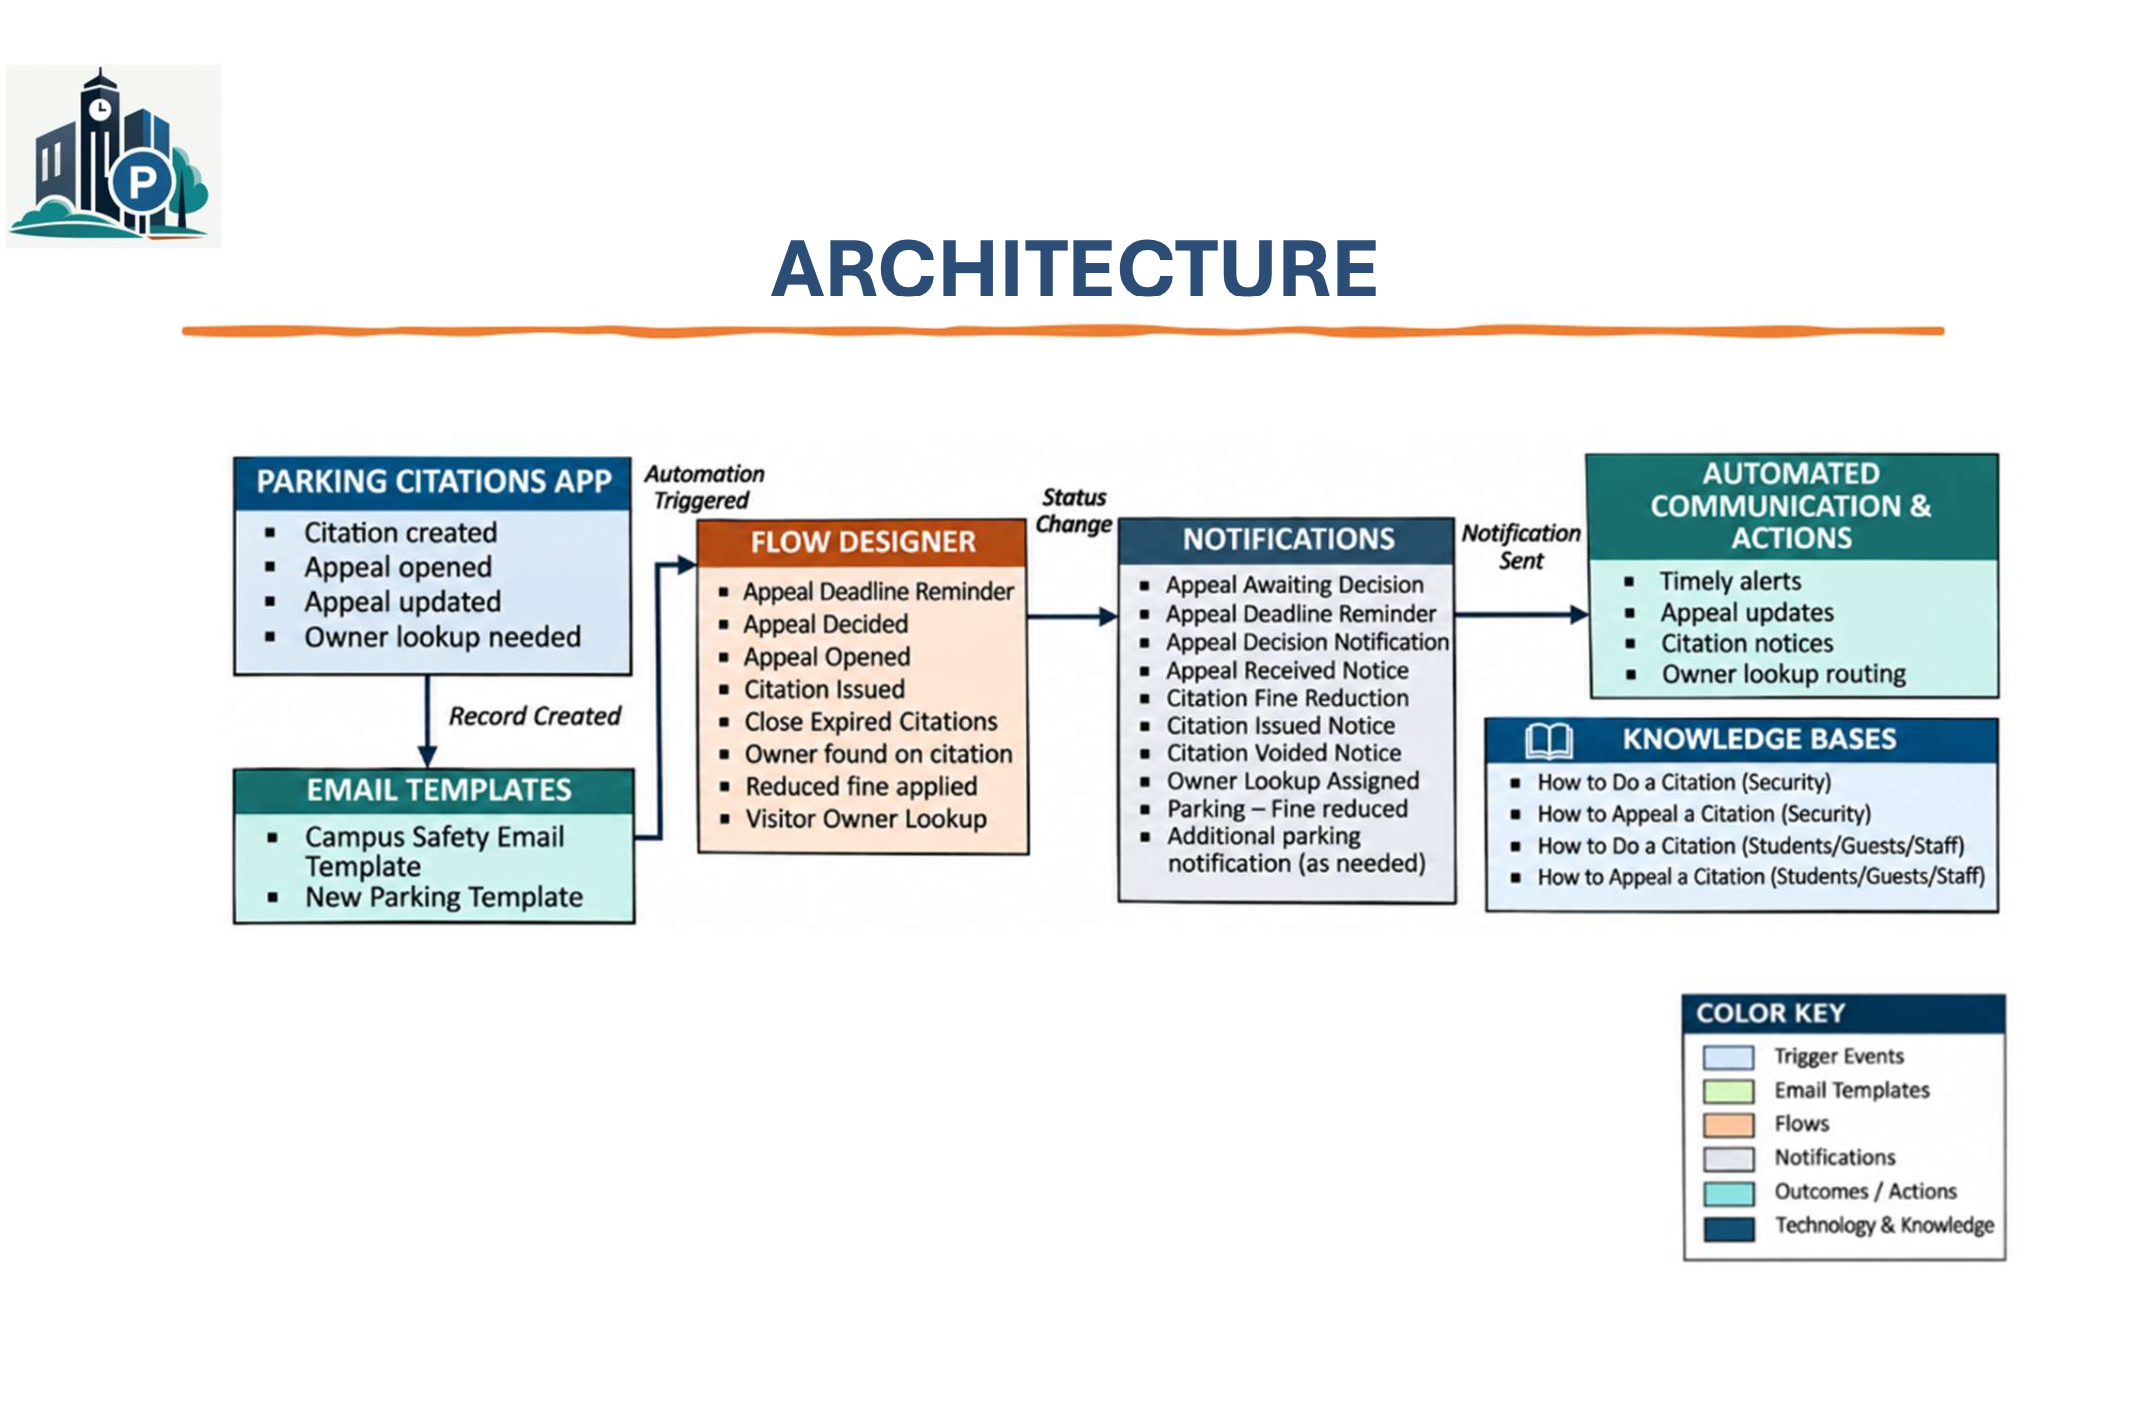 P
ARCHITECTURE
PARKING CITATIONS APP
▪ Citation created
▪ Appeal opened
▪ Appeal updated
▪ Owner lookup needed
Record Created
EMAIL TEMPLATES
▪ Campus Safety Email
Template
▪ New Parking Template
Automation
Triggered
FLOW DESIGNER
▪ Appeal Deadline Reminder
▪ Appeal Decided
▪ Appeal Opened
▪ Citation Issued
▪ Close Expired Citations
▪ Owner found on citation
▪ Reduced fine applied
▪ Visitor Owner Lookup
Status
Change
NOTIFICATIONS
▪ Appeal Awaiting Decision
▪ Appeal Deadline Reminder
▪ Appeal Decision Notification
▪ Appeal Received Notice
▪ Citation Fine Reduction
▪ Citation Issued Notice
▪ Citation Voided Notice
▪ Owner Lookup Assigned
▪ Parking – Fine reduced
▪ Additional parking
notification (as needed)
Notification
Sent
AUTOMATED
COMMUNICATION &
ACTIONS
▪ Timely alerts
▪ Appeal updates
▪ Citation notices
▪ Owner lookup routing
KNOWLEDGE BASES
▪ How to Do a Citation (Security)
▪ How to Appeal a Citation (Security)
▪ How to Do a Citation (Students/Guests/Staff)
▪ How to Appeal a Citation (Students/Guests/Staff)
COLOR KEY
Trigger Events
Email Templates
Flows
Notifications
Outcomes / Actions
Technology & Knowledge